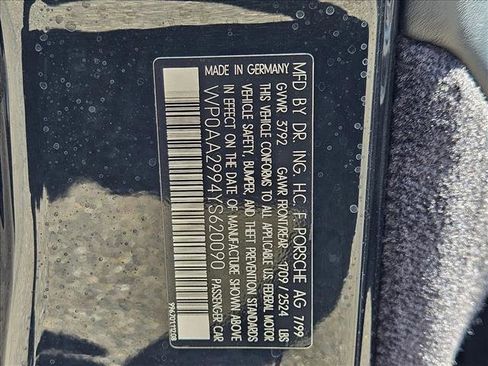 MFD BY DR. ING. H.C. F. PORSCHE AG 7/99
GVWR 3792 GAWR FRONT/REAR 1709 / 2524 LBS
THIS VEHICLE CONFORMS TO ALL APPLICABLE U.S. FEDERAL MOTOR
VEHICLE SAFETY, BUMPER, AND THEFT PREVENTION STANDARDS
IN EFFECT ON THE DATE OF MANUFACTURE SHOWN ABOVE
WP0AA2994YS620090 PASSENGER CAR
MADE IN GERMANY
99670111208